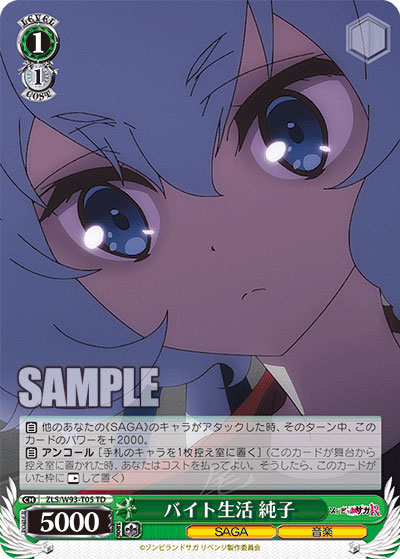 LEVEL
1
1
COST
SAMPLE
自 他のあなたの《SAGA》のキャラがアタックした時、そのターン中、こ
のカードのパワーを+2000。
自 アンコール [手札のキャラを1枚控え室に置く] (このカードが舞台から
控え室に置かれた時、あなたはコストを払ってよい。そうしたら、このカードが
いた枠に して置く)
CH ZLS/W93-T05 TD
5000
バイト生活 純子
SAGA 音楽
©ゾンビランドサガ リベンジ製作委員会